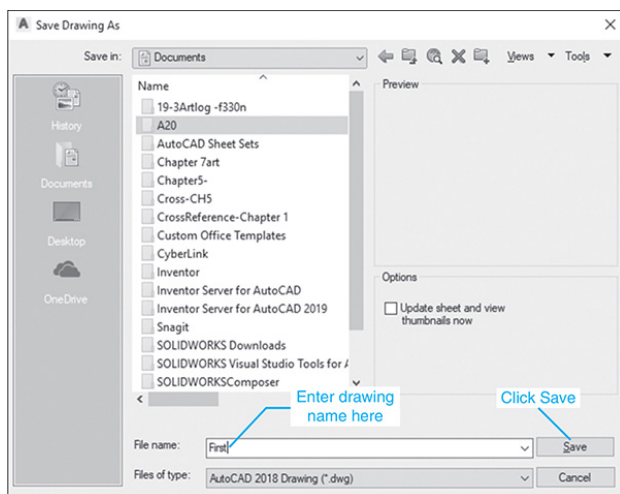 A Save Drawing As
Save in:
Documents
Views
Tools
History
Documents
Desktop
OneDrive
Name
19-3Artlog -f330n
A20
AutoCAD Sheet Sets
Chapter 7art
Chapter5-
Cross-CH5
CrossReference-Chapter 1
Custom Office Templates
CyberLink
Inventor
Inventor Server for AutoCAD
Inventor Server for AutoCAD 2019
Snagit
SOLIDWORKS Downloads
SOLIDWORKS Visual Studio Tools for
SOLIDWORKSComposer
Preview
Options
Update sheet and view
thumbnails now
Enter drawing
name here
Click Save
File name:
First
Save
Files of type:
AutoCAD 2018 Drawing (*.dwg)
Cancel